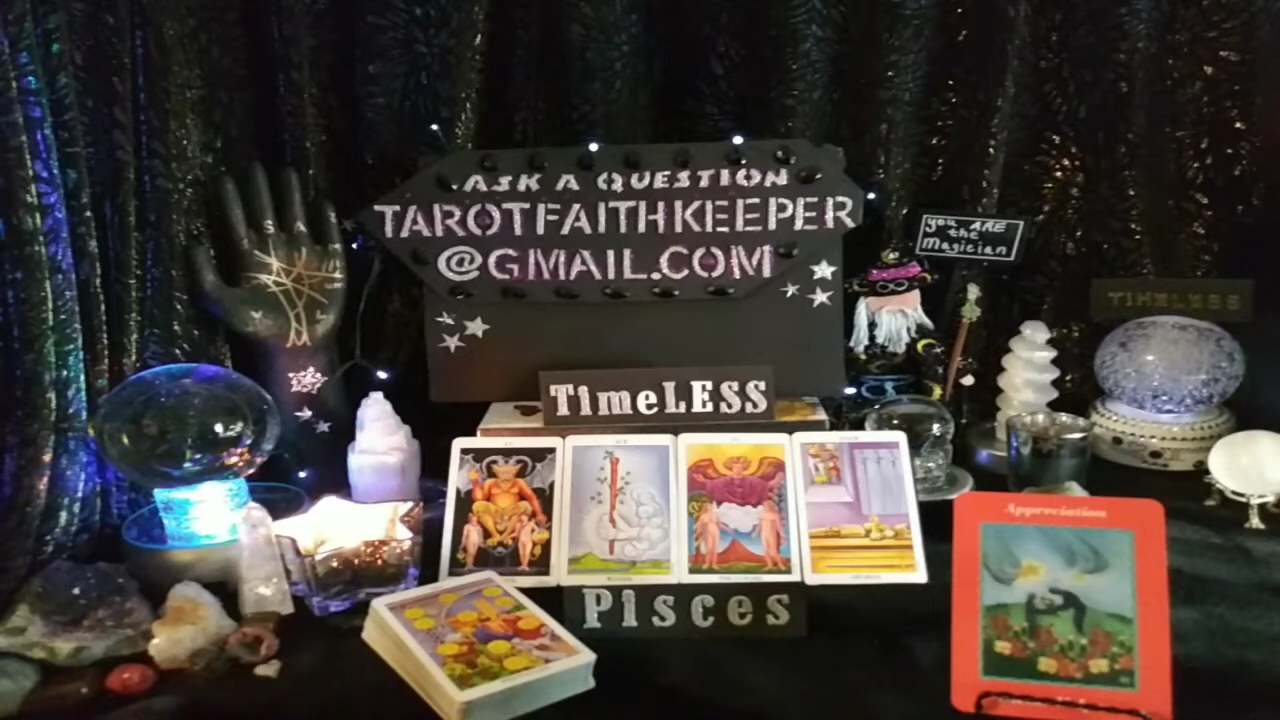 ASK A QUESTION
TAROTFAITHKEEPER
@GMAIL.COM
you ARE
the
Magician
TIMELESS
TimeLESS
Pisces
Appreciation